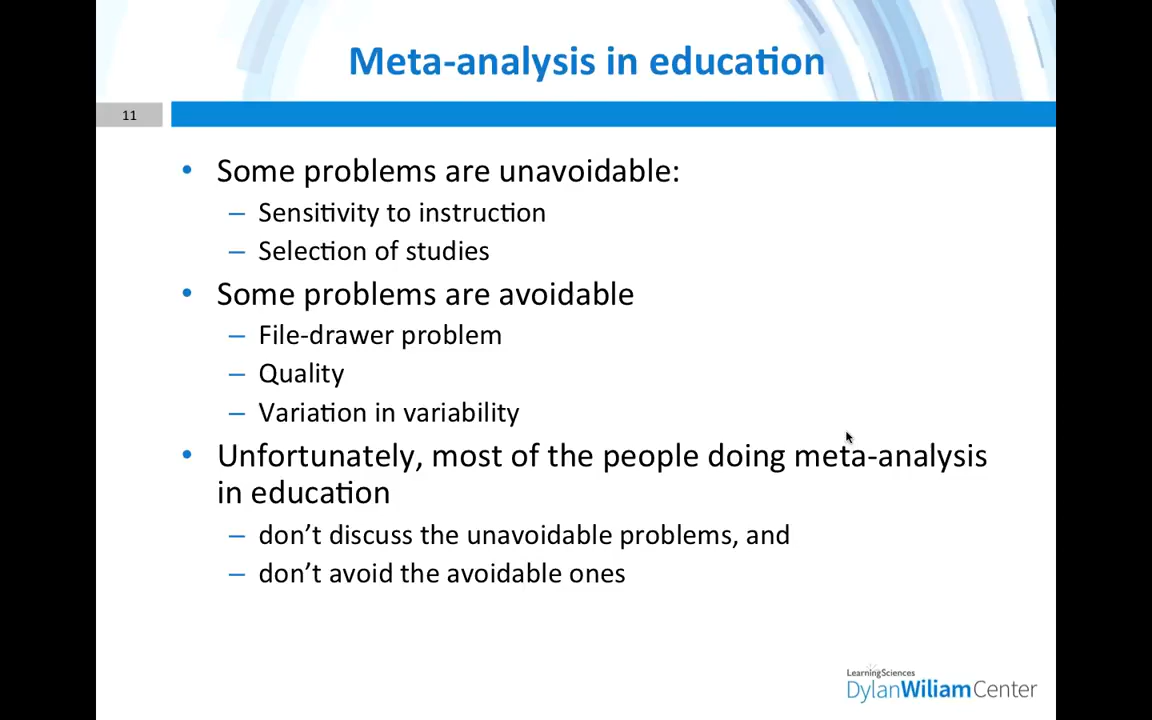 Meta-analysis in education
11
• Some problems are unavoidable:
– Sensitivity to instruction
– Selection of studies
• Some problems are avoidable
– File-drawer problem
– Quality
– Variation in variability
• Unfortunately, most of the people doing meta-analysis
in education
– don't discuss the unavoidable problems, and
– don't avoid the avoidable ones
LearningSciences
DylanWiliamCenter